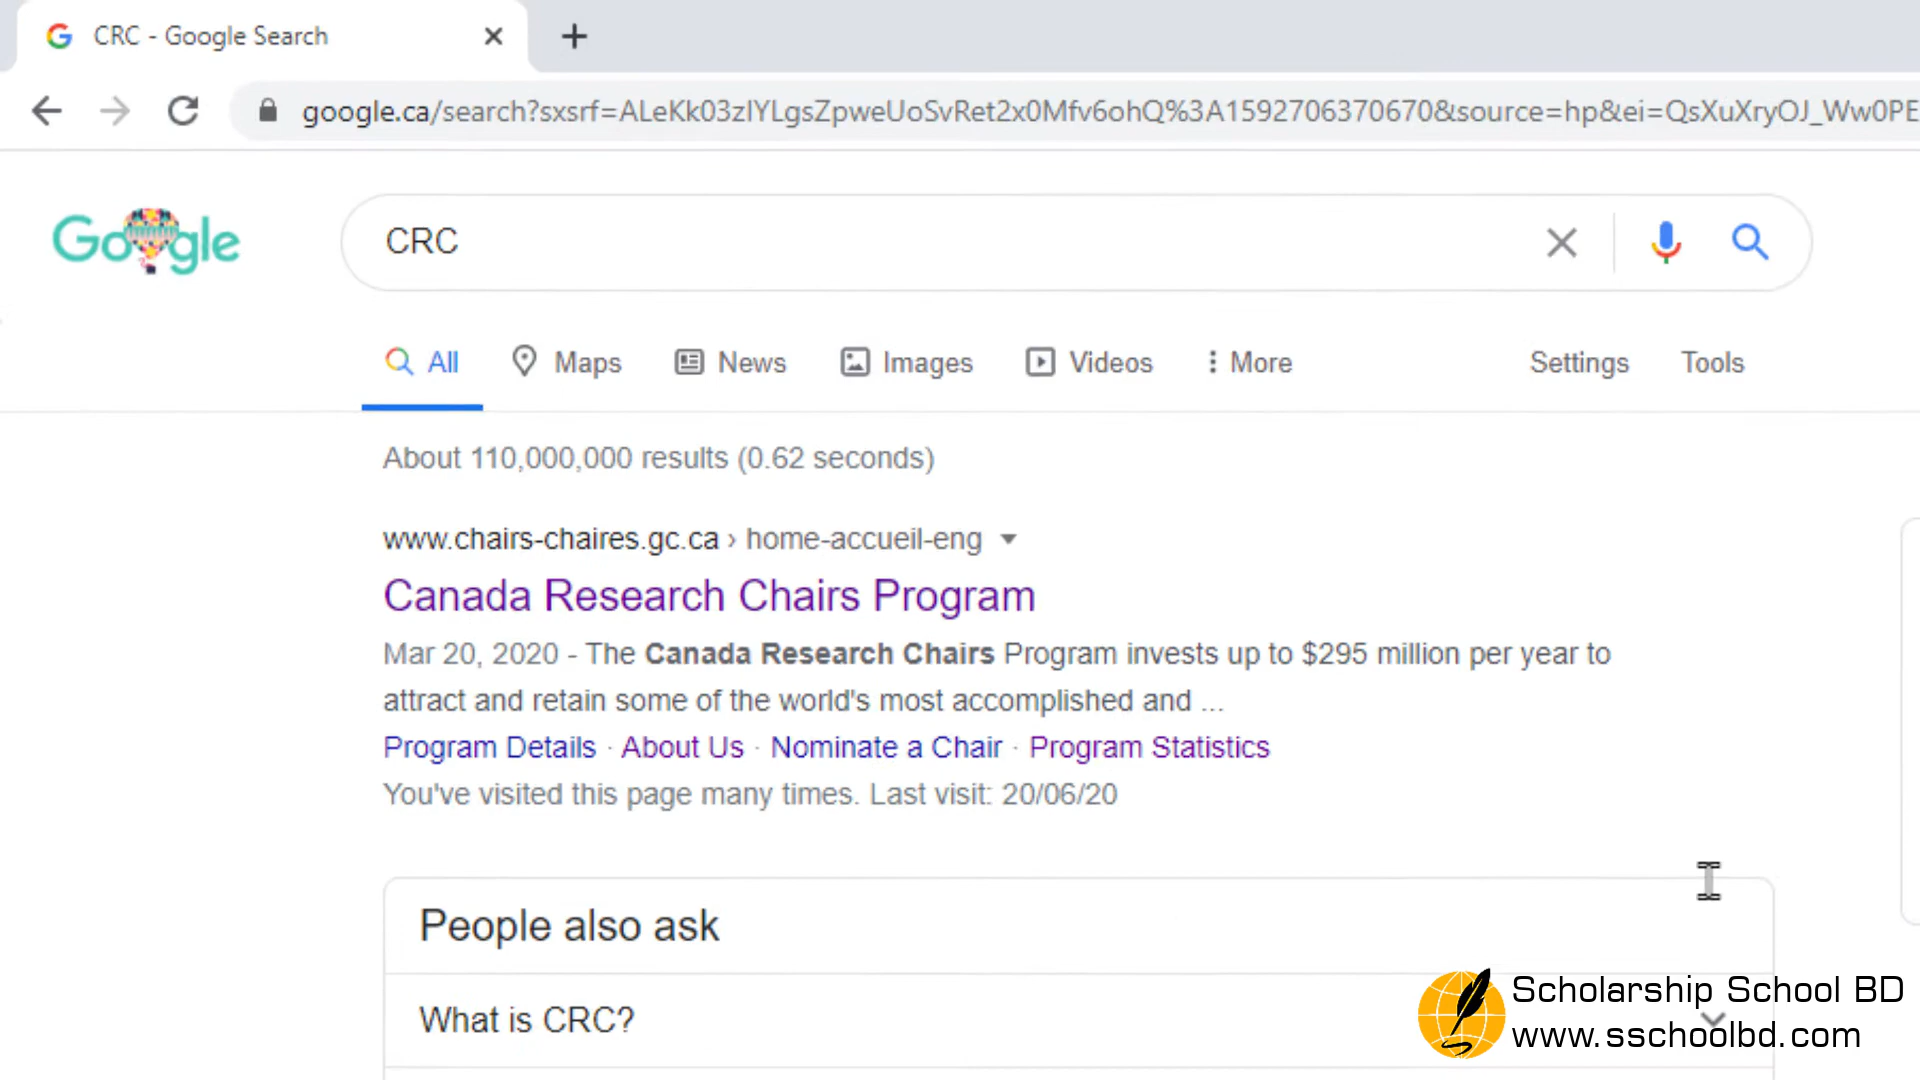 CRC - Google Search
google.ca/search?sxsrf=ALeKk03zlYLgsZpweUoSvRet2x0Mfv6ohQ%3A1592706370670&source=hp&ei=QsXuXryOJ_Ww0PE
Google
CRC
All Maps News Images Videos More Settings Tools
About 110,000,000 results (0.62 seconds)
www.chairs-chaires.gc.ca › home-accueil-eng
Canada Research Chairs Program
Mar 20, 2020 - The Canada Research Chairs Program invests up to $295 million per year to
attract and retain some of the world's most accomplished and ...
Program Details · About Us · Nominate a Chair · Program Statistics
You've visited this page many times. Last visit: 20/06/20
People also ask
What is CRC?
Scholarship School BD
www.sschoolbd.com